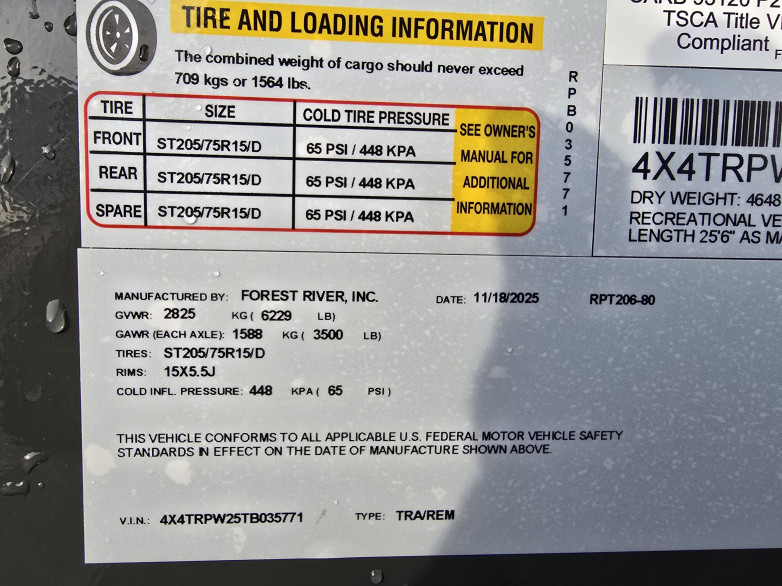 TIRE AND LOADING INFORMATION
The combined weight of cargo should never exceed
709 kgs or 1564 lbs.
TIRE SIZE COLD TIRE PRESSURE
FRONT ST205/75R15/D 65 PSI / 448 KPA
REAR ST205/75R15/D 65 PSI / 448 KPA
SPARE ST205/75R15/D 65 PSI / 448 KPA
SEE OWNER'S
MANUAL FOR
ADDITIONAL
INFORMATION
RPB035771
TSCA Title VI
Compliant
4X4TRPW
DRY WEIGHT: 4648
RECREATIONAL VE
LENGTH 25'6" AS MA
MANUFACTURED BY: FOREST RIVER, INC. DATE: 11/18/2025 RPT206-80
GVWR: 2825 KG ( 6229 LB)
GAWR (EACH AXLE): 1588 KG ( 3500 LB)
TIRES: ST205/75R15/D
RIMS: 15X5.5J
COLD INFL. PRESSURE: 448 KPA ( 65 PSI )
THIS VEHICLE CONFORMS TO ALL APPLICABLE U.S. FEDERAL MOTOR VEHICLE SAFETY
STANDARDS IN EFFECT ON THE DATE OF MANUFACTURE SHOWN ABOVE.
V.I.N.: 4X4TRPW25TB035771 TYPE: TRA/REM